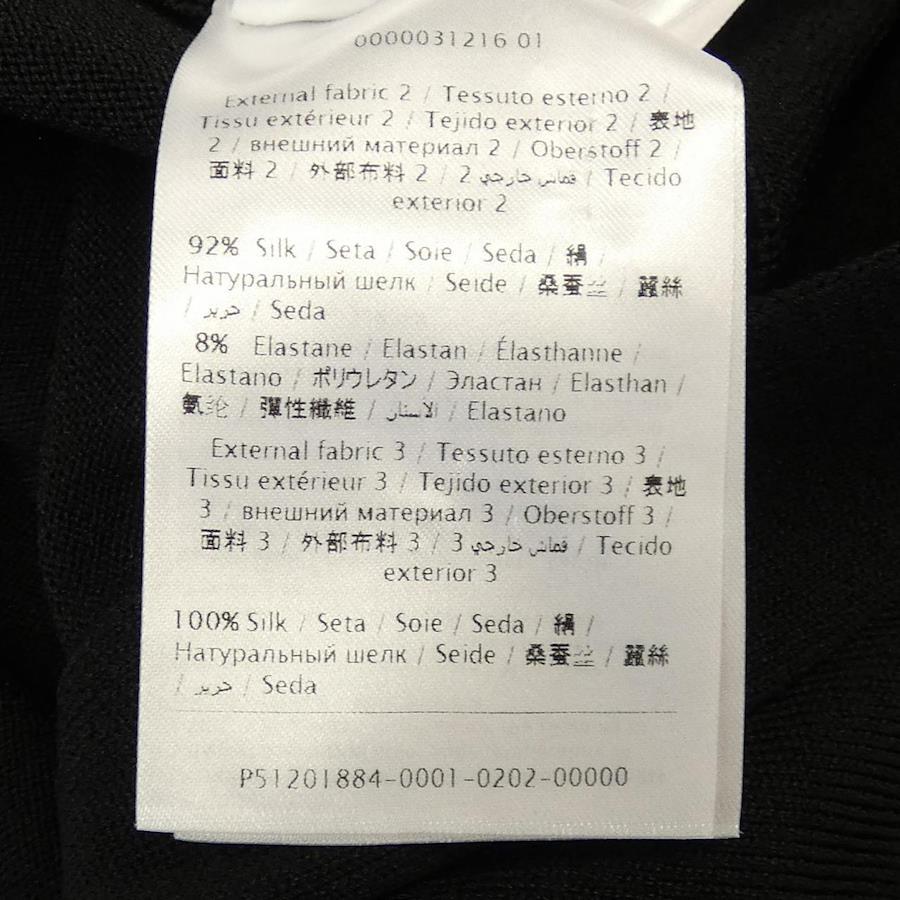 0000031216 01
External fabric 2 / Tessuto esterno 2 /
Tissu extérieur 2 / Tejido exterior 2 / 表地
2 / внешний материал 2 / Oberstoff 2 /
面料 2 / 外部布料 2 / قماش خارجي 2 / Tecido
exterior 2
92% Silk / Seta / Soie / Seda / 絹 /
Натуральный шелк / Seide / 桑蚕丝 / 蠶絲
/ حرير / Seda
8% Elastane / Elastan / Élasthanne /
Elastano / ポリウレタン / Эластан / Elasthan /
氨纶 / 彈性纖維 / الاستان / Elastano
External fabric 3 / Tessuto esterno 3 /
Tissu extérieur 3 / Tejido exterior 3 / 表地
3 / внешний материал 3 / Oberstoff 3 /
面料 3 / 外部布料 3 / قماش خارجي 3 / Tecido
exterior 3
100% Silk / Seta / Soie / Seda / 絹 /
Натуральный шелк / Seide / 桑蚕丝 / 蠶絲
/ حرير / Seda
P51201884-0001-0202-00000